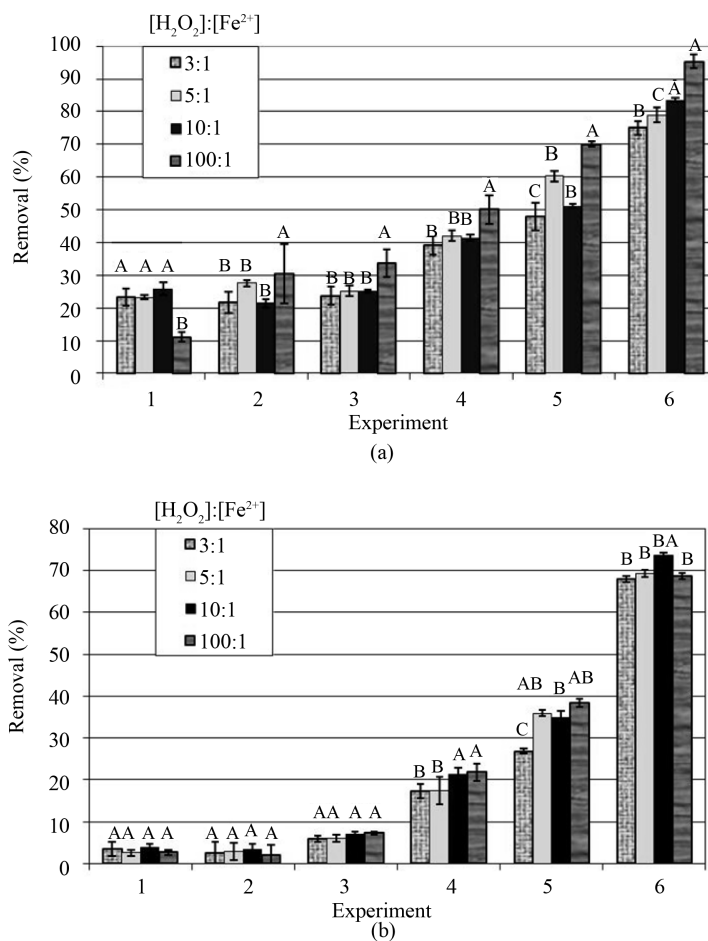 [H₂O₂]:[Fe²⁺]
3:1
5:1
10:1
100:1
100
90
80
70
60
50
40
30
20
10
0
Removal (%)
A A A B
B B B A
B B B A
B BB A
C B B A
B C A A
1 2 3 4 5 6
Experiment
(a)
[H₂O₂]:[Fe²⁺]
3:1
5:1
10:1
100:1
80
70
60
50
40
30
20
10
0
Removal (%)
AA A A
A A A A
AA A A
B B A A
C AB B AB
B B BA B
1 2 3 4 5 6
Experiment
(b)